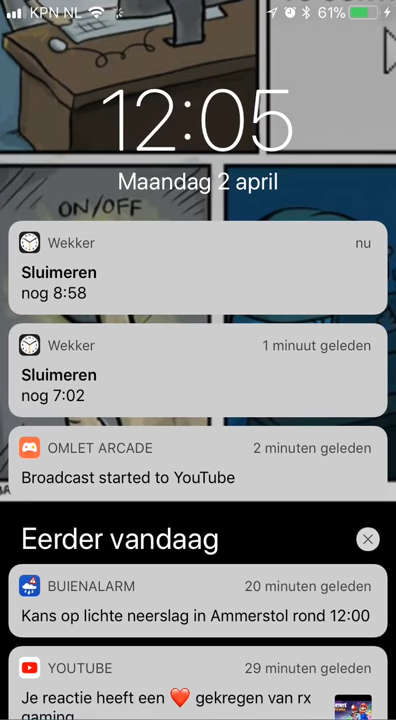 KPN NL 61%
12:05
Maandag 2 april
ON/OFF
Wekker nu
Sluimeren
nog 8:58
Wekker 1 minuut geleden
Sluimeren
nog 7:02
OMLET ARCADE 2 minuten geleden
Broadcast started to YouTube
Eerder vandaag
BUIENALARM 20 minuten geleden
Kans op lichte neerslag in Ammerstol rond 12:00
YOUTUBE 29 minuten geleden
Je reactie heeft een ❤️ gekregen van rx
gaming